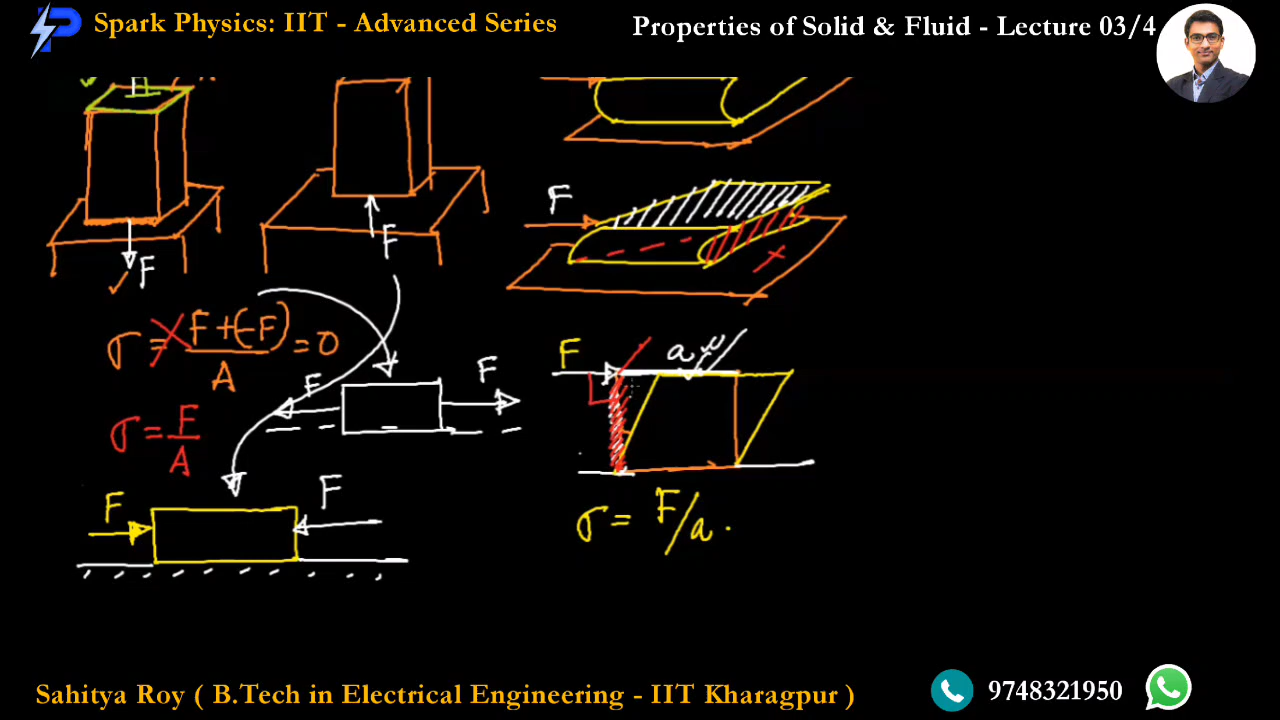 Spark Physics: IIT - Advanced Series
Properties of Solid & Fluid - Lecture 03/4
F
F
F
σ = F+(-F)/A = 0
F
F
F
a
σ = F/A
F
F
σ = F/a.
Sahitya Roy ( B.Tech in Electrical Engineering - IIT Kharagpur )
9748321950